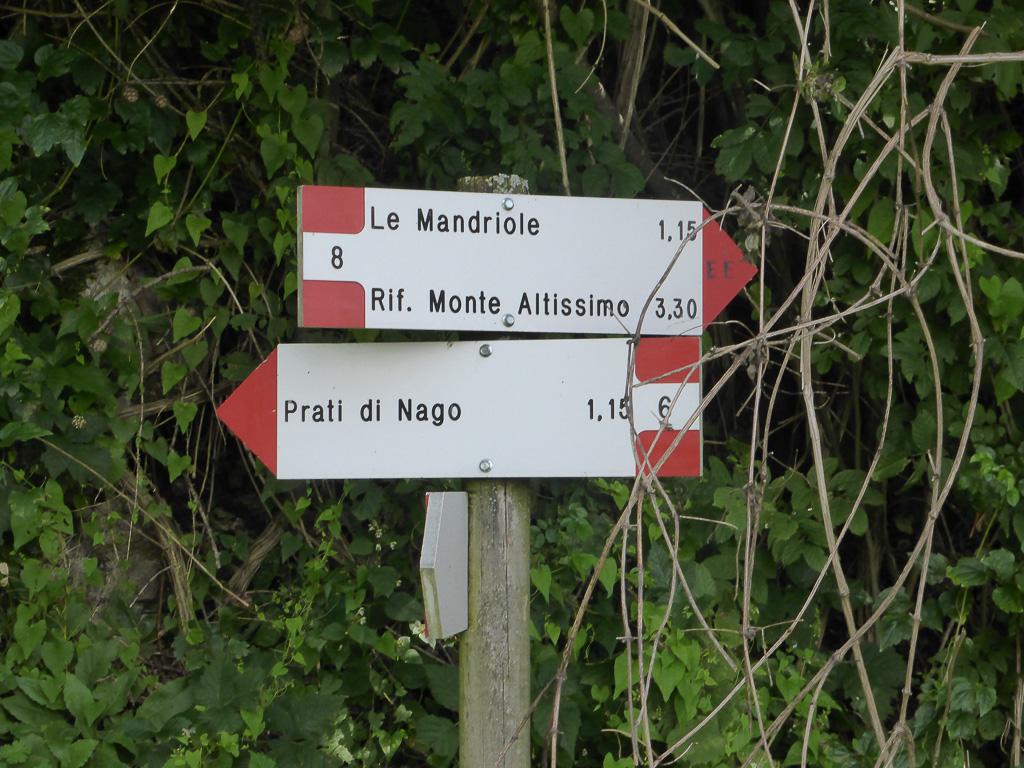 Le Mandriole 1,15
8 EE
Rif. Monte Altissimo 3,30
Prati di Nago 1,15 6